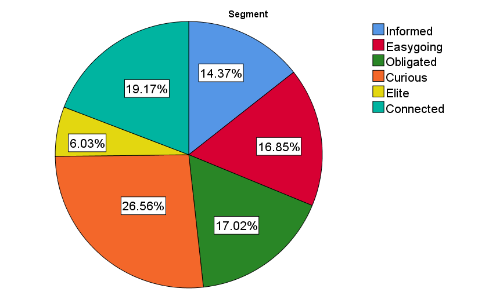 Segment
14.37%
16.85%
17.02%
26.56%
6.03%
19.17%
Informed
Easygoing
Obligated
Curious
Elite
Connected